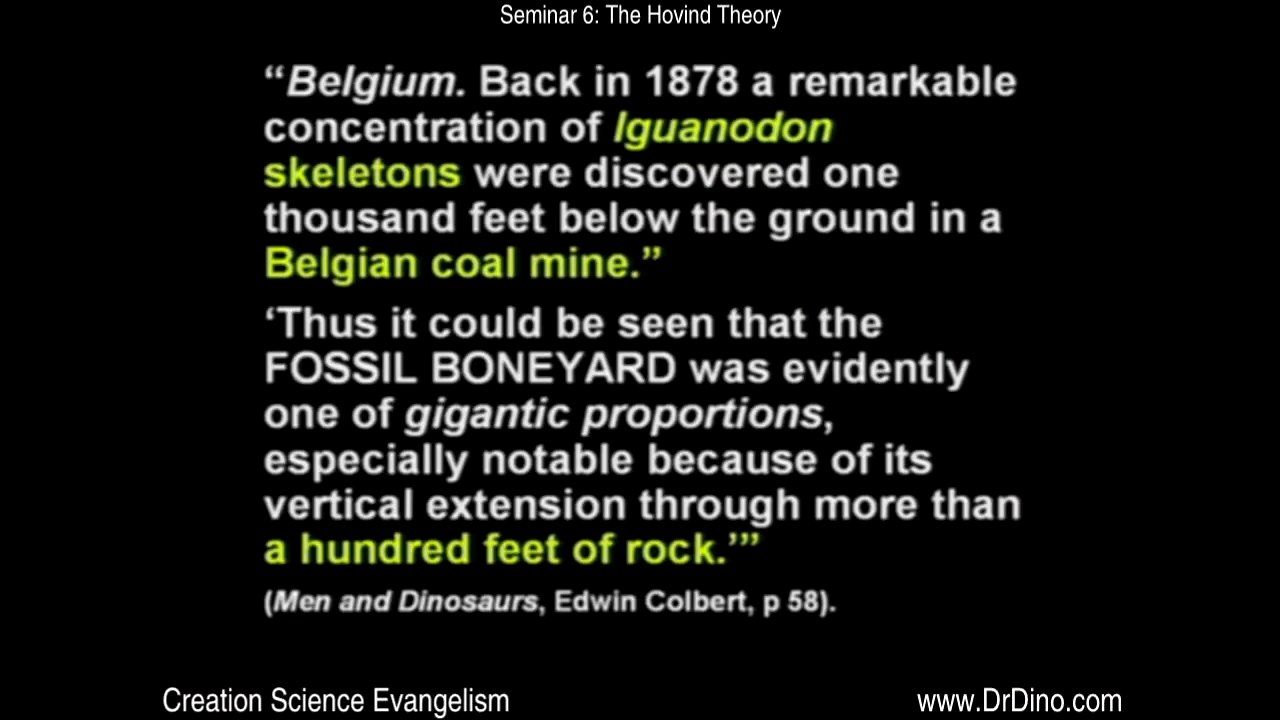 Seminar 6: The Hovind Theory
“Belgium. Back in 1878 a remarkable
concentration of Iguanodon
skeletons were discovered one
thousand feet below the ground in a
Belgian coal mine.”
‘Thus it could be seen that the
FOSSIL BONEYARD was evidently
one of gigantic proportions,
especially notable because of its
vertical extension through more than
a hundred feet of rock.’”
(Men and Dinosaurs, Edwin Colbert, p 58).
Creation Science Evangelism
www.DrDino.com